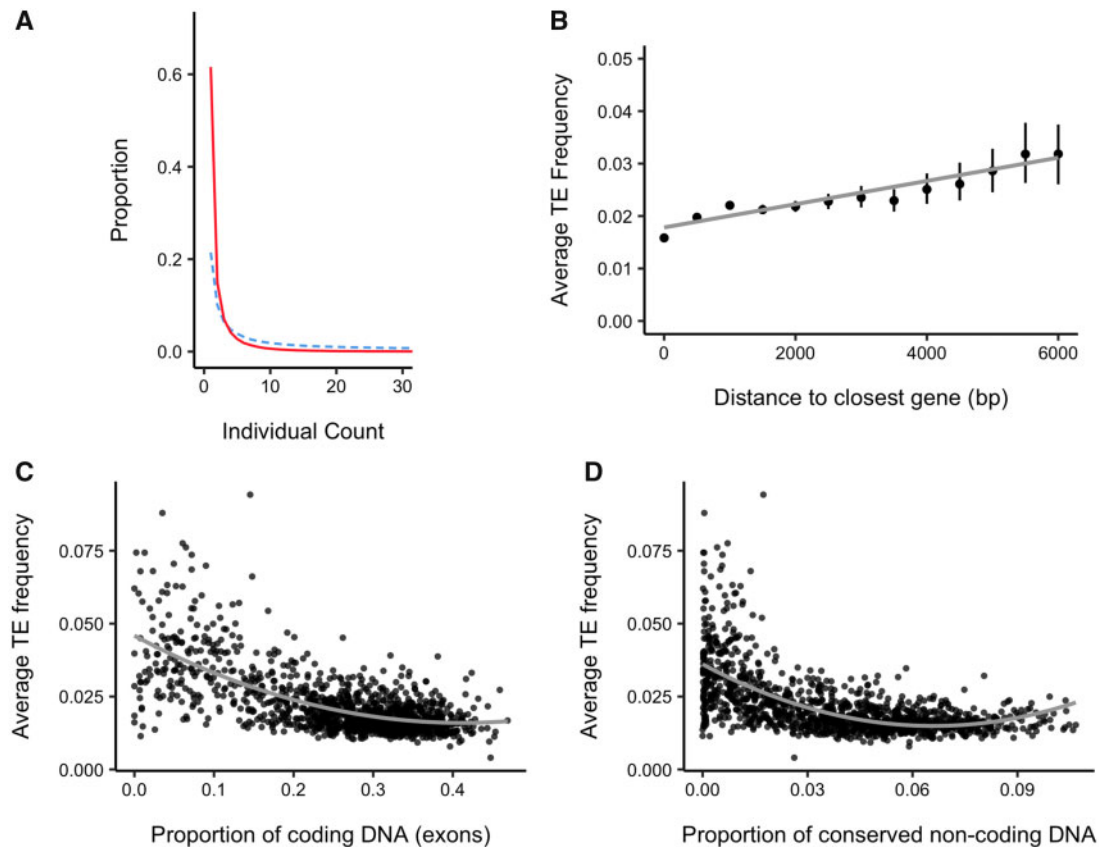 A
Proportion
0.6
0.4
0.2
0.0
0 10 20 30
Individual Count
B
Average TE Frequency
0.05
0.04
0.03
0.02
0.01
0.00
0 2000 4000 6000
Distance to closest gene (bp)
C
Average TE frequency
0.075
0.050
0.025
0.000
0.0 0.1 0.2 0.3 0.4
Proportion of coding DNA (exons)
D
Average TE frequency
0.075
0.050
0.025
0.000
0.00 0.03 0.06 0.09
Proportion of conserved non-coding DNA